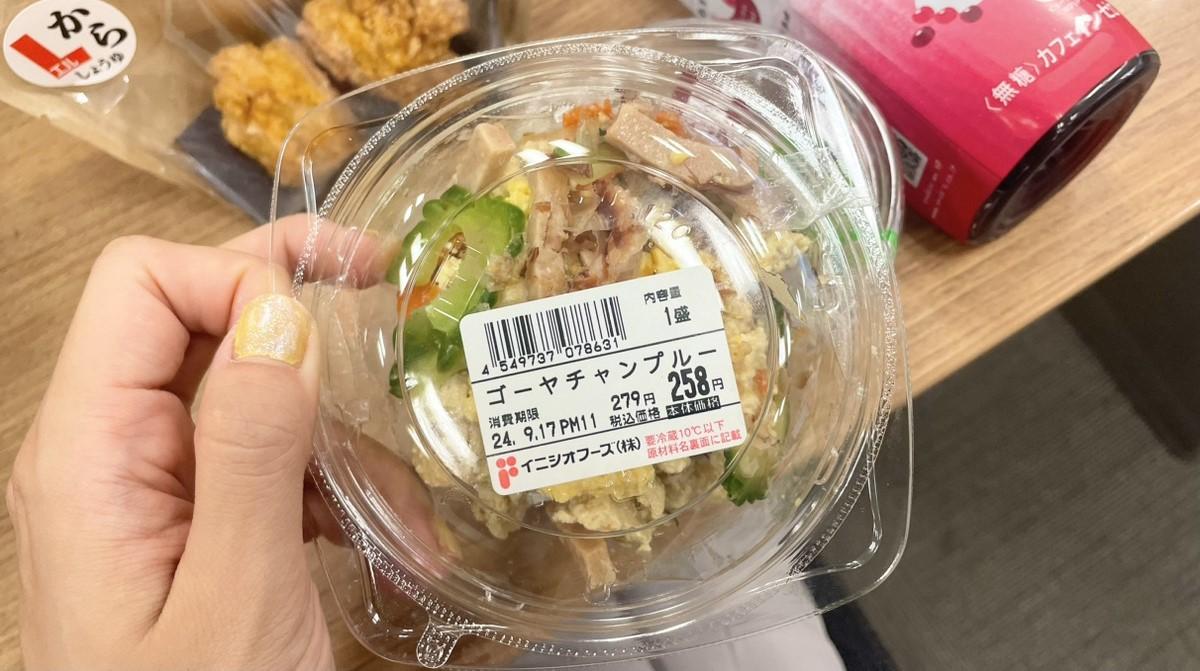 から
エル
しょうゆ
〈無糖〉カフェインゼ
内容量
1盛
4 549737 078631
ゴーヤチャンプルー
消費期限
279円
258円
24. 9.17 PM11
税込価格
本体価格
イニシオフーズ(株)
要冷蔵10℃以下
原材料名裏面に記載